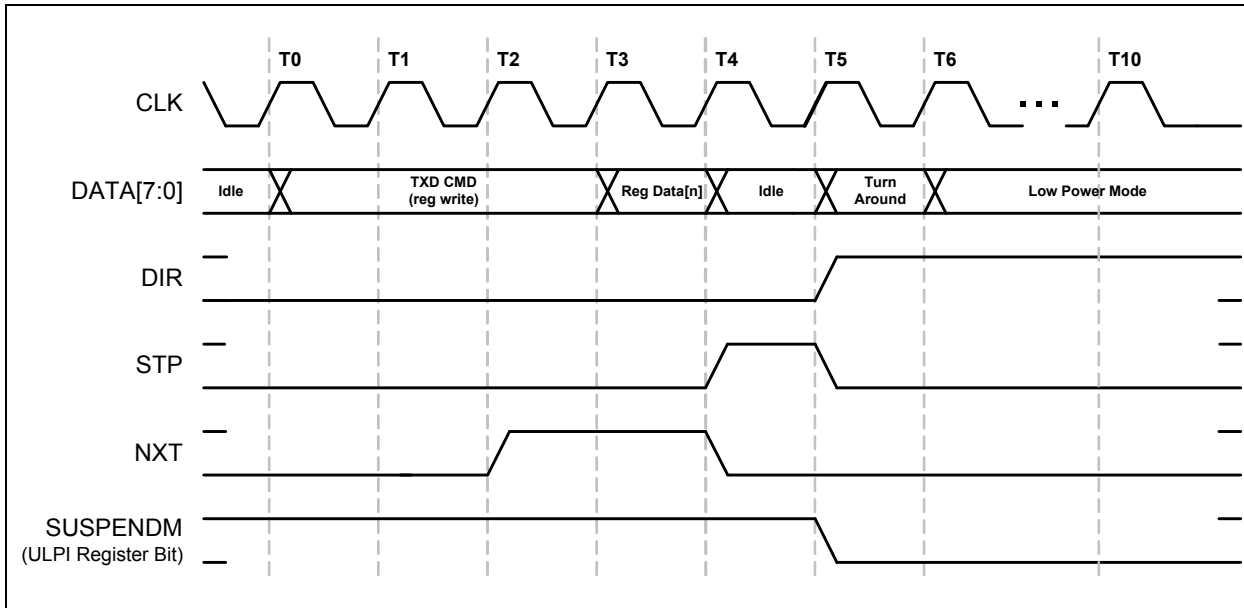 T0 T1 T2 T3 T4 T5 T6 T10
CLK
...
DATA[7:0]
Idle
TXD CMD
(reg write)
Reg Data[n]
Idle
Turn
Around
Low Power Mode
DIR
STP
NXT
SUSPENDM
(ULPI Register Bit)